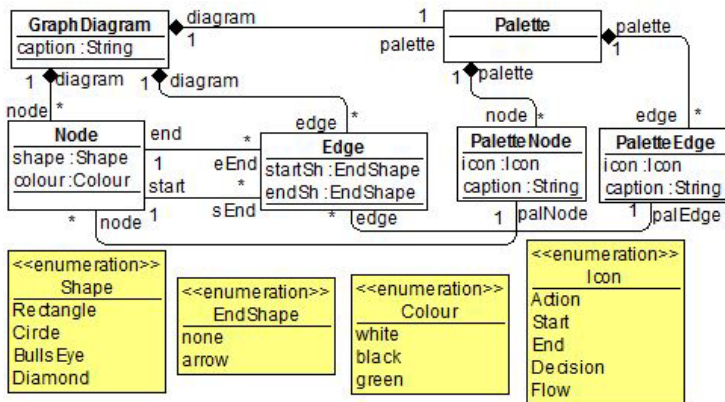 GraphDiagram
caption :String
diagram
1
1
palette
Palette
palette
1
1
diagram
1
diagram
1
palette
node
*
edge
*
node
*
edge
*
Node
shape :Shape
colour :Colour
end
1
*
eEnd
start
1
*
sEnd
Edge
startSh :EndShape
endSh :EndShape
PaletteNode
icon :Icon
caption :String
PaletteEdge
icon :Icon
caption :String
*
node
*
edge
1
palNode
1
palEdge
<<enumeration>>
Shape
Rectangle
Circle
BullsEye
Diamond
<<enumeration>>
EndShape
none
arrow
<<enumeration>>
Colour
white
black
green
<<enumeration>>
Icon
Action
Start
End
Decision
Flow